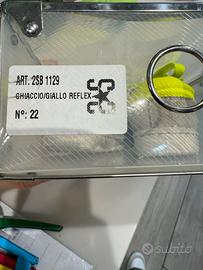 ART. 2SB 1129
GHIACCIO/GIALLO REFLEX
N°: 22
subito